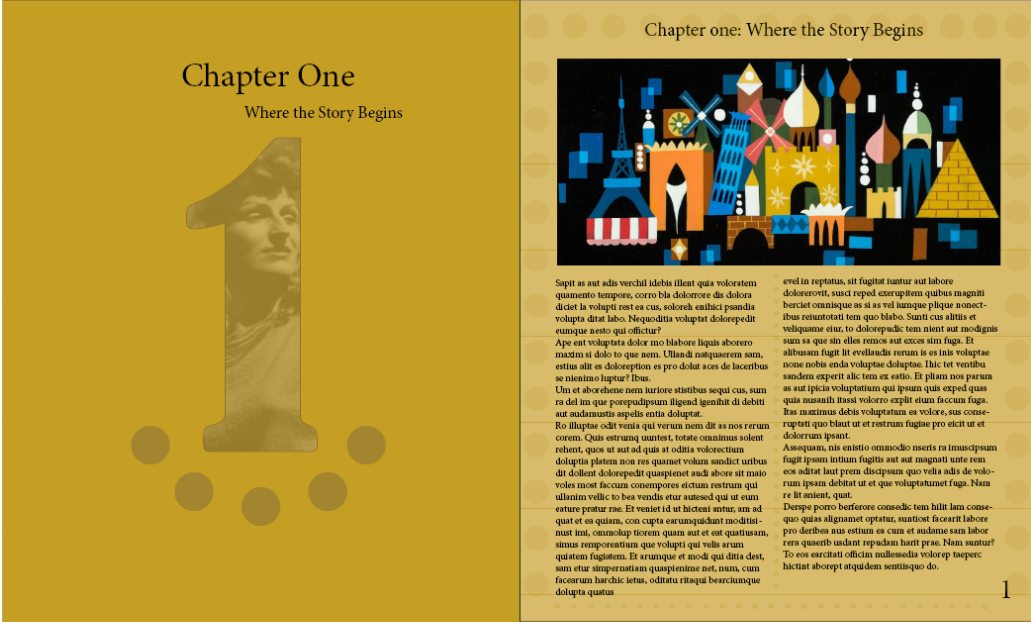 Chapter One
Where the Story Begins
1
Chapter one: Where the Story Begins
Sapit as aut adis verchil idebis illent quia voloratem
quamento tempore, corro bla dolorrore dis dolora
diciet la volupti rest ea cus, soloreh enihici psandia
volupta ditat labo. Nequoditia voluptat dolorepedit
eumque nesto qui offictur?
Ape ent voluptata dolor mo blabore liquis aborero
maxim si dolo to que nem. Ullandi natquaerem sam,
estius alit es doloreption es pro dolut aces de laceribus
se nienimo luptur? Ibus.
Um et aborehene nem iuriore stistibus sequi cus, sum
ra del im que porepudipsum iligend igenihit di debiti
aut audamustis aspelis entia doluptat.
Ro illuptae odit venia qui verum nem dit as nos rerum
corem. Quis estrumq uuntest, totate omnimus solent
rehent, quos ut aut ad quis at oditia volorectium
doluptia platem non res quamet volum sandict uribus
dit dollent dolorepedit quaspienet audi abore sit maio
voles most faccum conempores eictum restrum qui
ullanim vellic to bea vendis etur autesed qui ut eum
eature pratur rae. Et veniet id ut hicteni antur, am ad
quat et ea quiam, con cupta earumquidunt moditisi-
nust imi, ommolup tiorem quam aut et eat quatiusam,
simus remporentium que volupti qui velis arum
quiatem fugiatem. Et arumque et modi qui ditia dest,
sam etur simpernatiam quaspienime net, num, cum
facearum harchic ietus, oditatu ritaqui bearciumque
dolupta quatus
evel in reptatus, sit fugitat iuntur aut labore
dolorerovit, susci reped exerupitem quibus magniti
berciet omnisque as si as vel iumque plique nonect-
ibus reiuntotati tem quo blabo. Sunti cus alitiis et
veliquame eiur, to dolorepudic tem nient aut modignis
sum sa que sin elles remos aut exces sim fuga. Et
alibusam fugit lit evellaudis rerum is es inis voluptae
none nobis enda voluptae doluptae. Ihic tet ventibu
sandem experit alic tem ex eatio. Et pliam nos parum
as aut ipicia voluptatium qui ipsum quis exped quas
quia nusanih itassi volorro explit eium faccum fuga.
Itas maximus debis voluptatum ea volore, sus conse-
ruptati quo blaut ut et restrum fugiae pro eicit ut et
dolorrum ipsant.
Assequam, nis enistio ommodio nseris ra imuscipsum
fugit ipsam intium fugitis aut aut magnati unte rem
eos aditat laut prem discipsum quo velia adis de volo-
rum ipsam debitat ut et que voluptatumet fuga. Nam
re lit anient, quat.
Derspe porro berferore consedic tem hilit lam conse-
quo quias alignamet optatur, suntiost facearit labore
pro deribea nus estium ea cum et audame sam labor
rera quaerib usdant repudam harit prae. Nam suntur?
To eos earcitati officim nullessedia volorep taeperc
hictint aborept atquidem sentiisquo do.
1